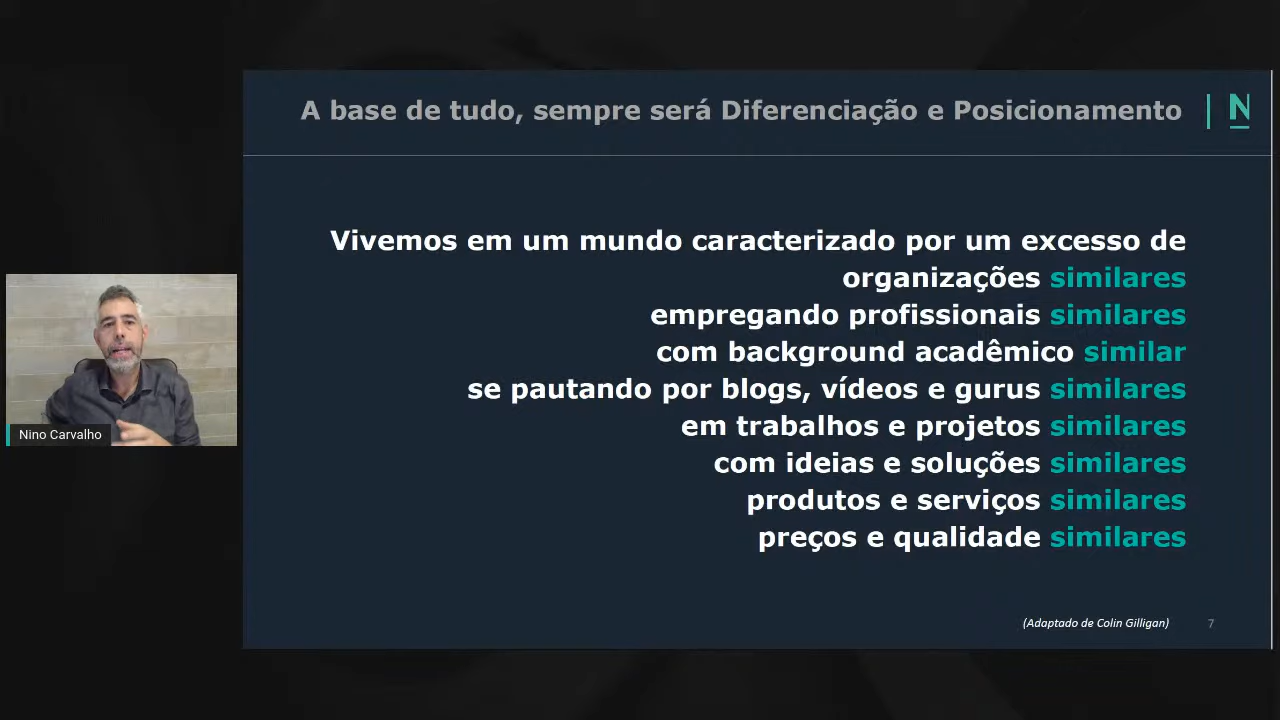 A base de tudo, sempre será Diferenciação e Posicionamento
N
Vivemos em um mundo caracterizado por um excesso de
organizações similares
empregando profissionais similares
com background acadêmico similar
se pautando por blogs, vídeos e gurus similares
em trabalhos e projetos similares
com ideias e soluções similares
produtos e serviços similares
preços e qualidade similares
Nino Carvalho
(Adaptado de Colin Gilligan)
7